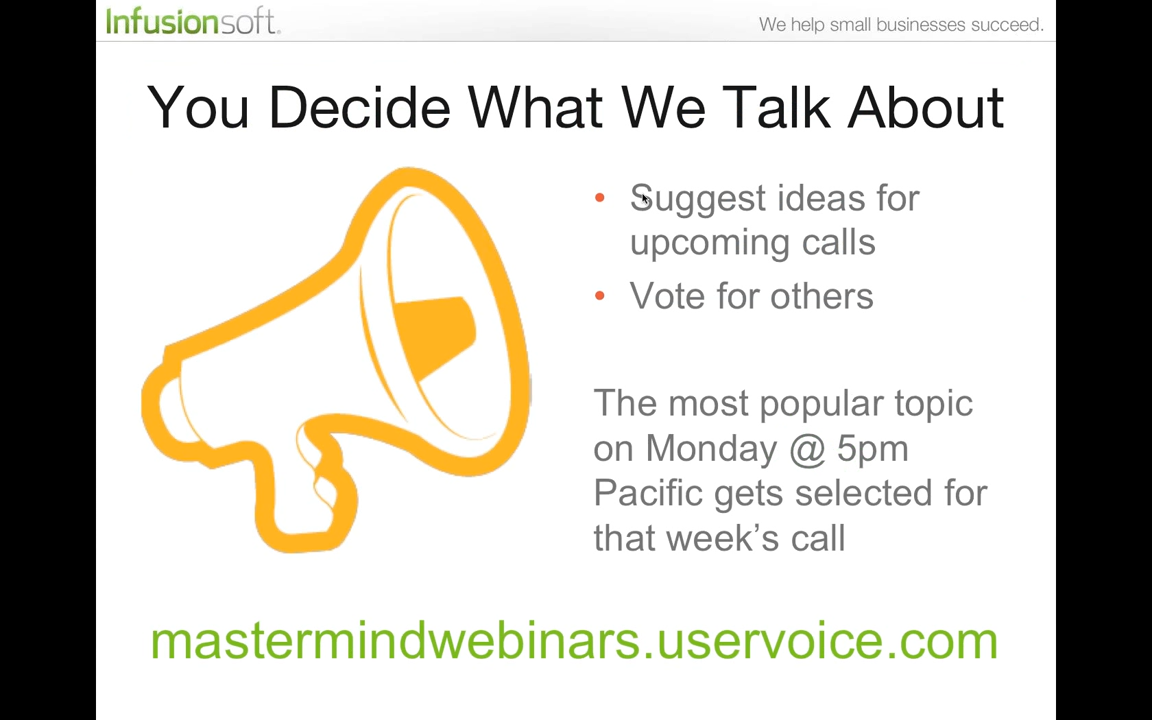 Infusionsoft.
We help small businesses succeed.
You Decide What We Talk About
• Suggest ideas for
upcoming calls
• Vote for others
The most popular topic
on Monday @ 5pm
Pacific gets selected for
that week’s call
mastermindwebinars.uservoice.com